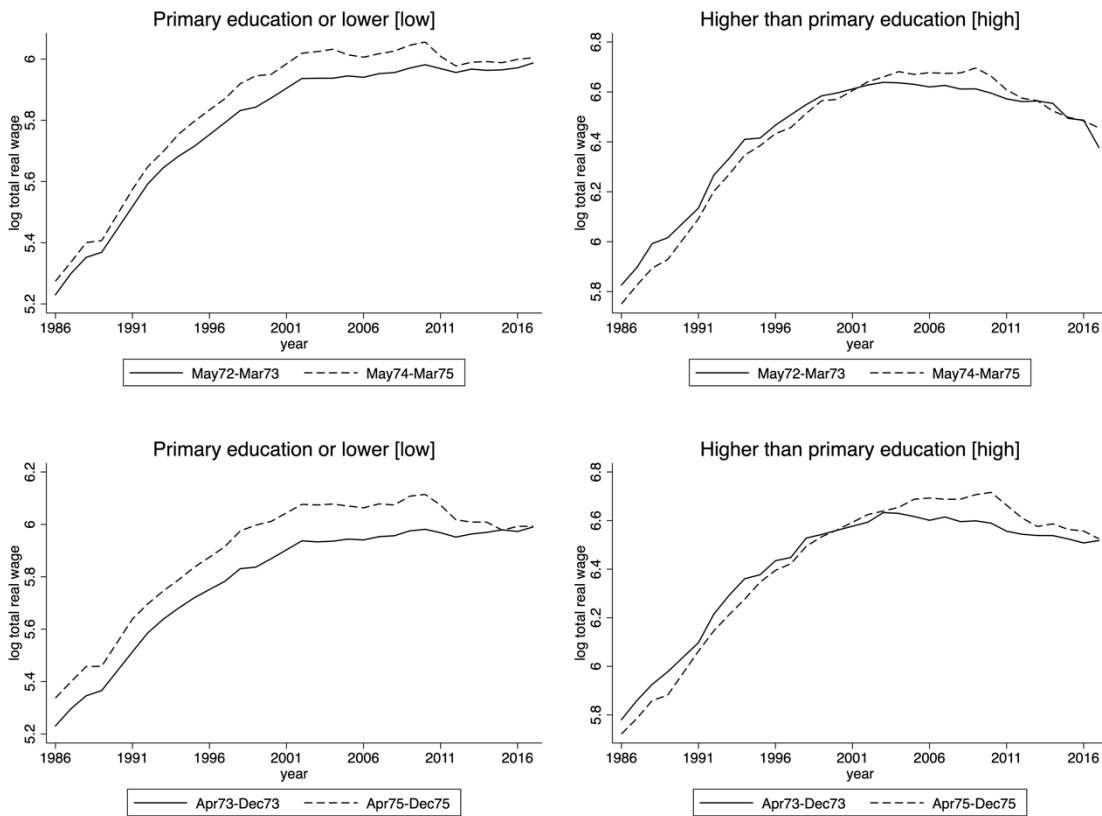 Primary education or lower [low]
log total real wage
6
5.8
5.6
5.4
5.2
1986 1991 1996 2001 2006 2011 2016
year
May72-Mar73 May74-Mar75
Higher than primary education [high]
log total real wage
6.8
6.6
6.4
6.2
6
5.8
1986 1991 1996 2001 2006 2011 2016
year
May72-Mar73 May74-Mar75
Primary education or lower [low]
log total real wage
6.2
6
5.8
5.6
5.4
5.2
1986 1991 1996 2001 2006 2011 2016
year
Apr73-Dec73 Apr75-Dec75
Higher than primary education [high]
log total real wage
6.8
6.6
6.4
6.2
6
5.8
1986 1991 1996 2001 2006 2011 2016
year
Apr73-Dec73 Apr75-Dec75